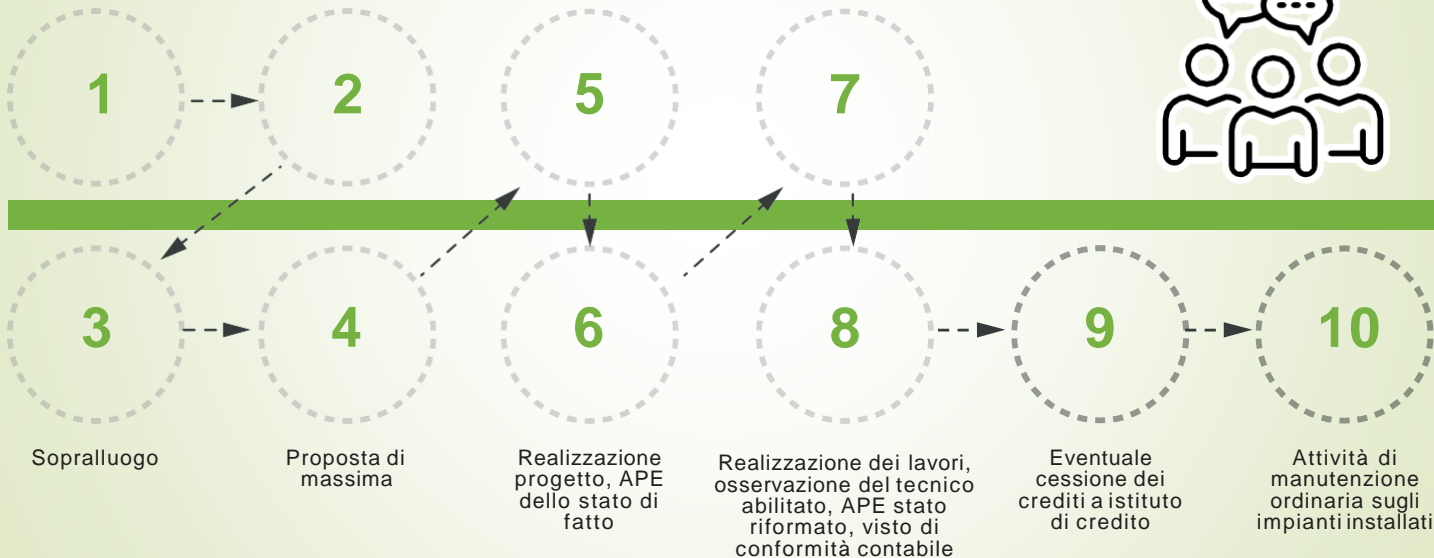 1
2
5
7
3
4
6
8
9
10
Sopralluogo
Proposta di
massima
Realizzazione
progetto, APE
dello stato di
fatto
Realizzazione dei lavori,
osservazione del tecnico
abilitato, APE stato
riformato, visto di
conformità contabile
Eventuale
cessione dei
crediti a istituto
di credito
Attività di
manutenzione
ordinaria sugli
impianti installati